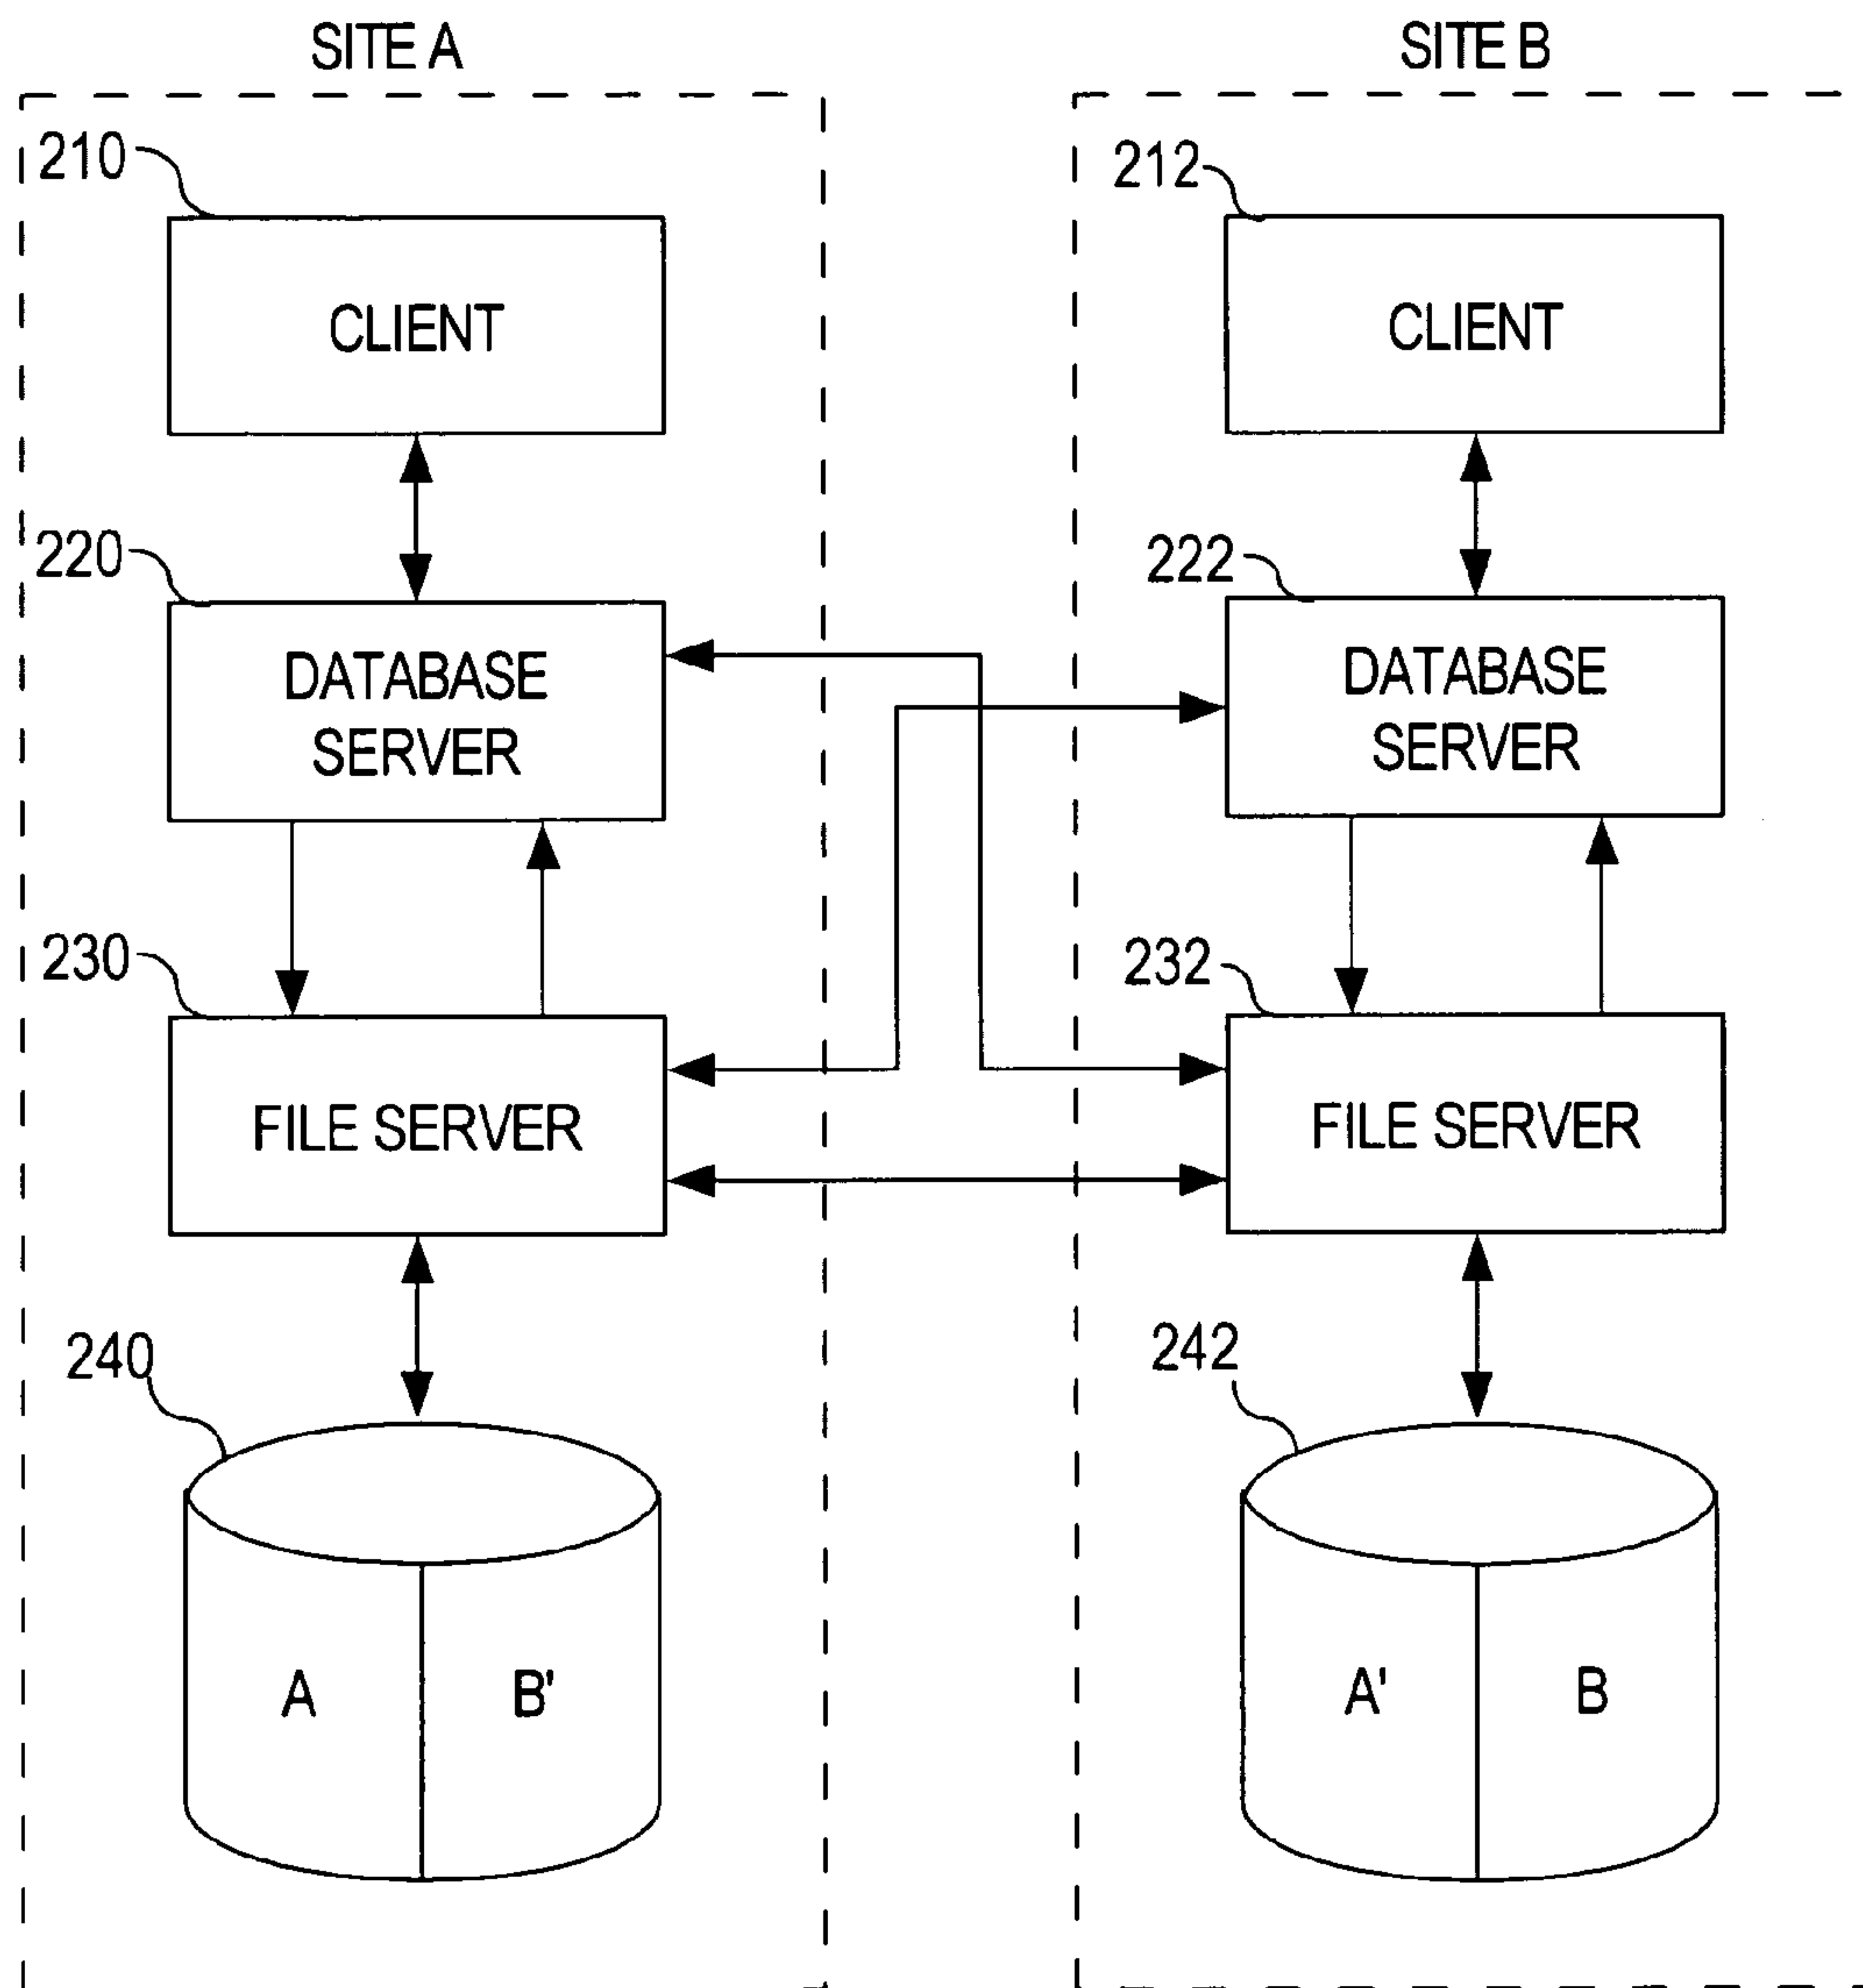 SITE A
SITE B
210
212
CLIENT
CLIENT
220
222
DATABASE
SERVER
DATABASE
SERVER
230
232
FILE SERVER
FILE SERVER
240
242
A
B'
A'
B